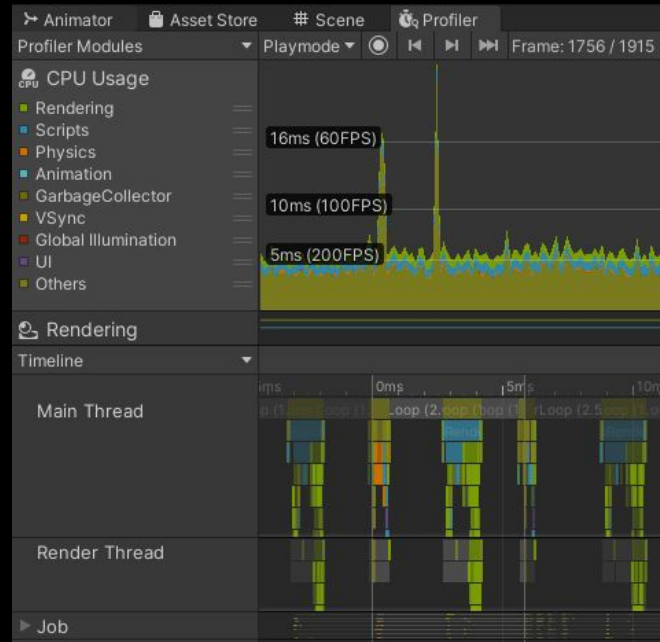 Animator Asset Store # Scene Profiler
Profiler Modules Playmode Frame: 1756 / 1915
CPU Usage
Rendering
Scripts
Physics
Animation
GarbageCollector
VSync
Global Illumination
UI
Others
16ms (60FPS)
10ms (100FPS)
5ms (200FPS)
Rendering
Timeline
0ms 5ms
Main Thread
Render Thread
Job